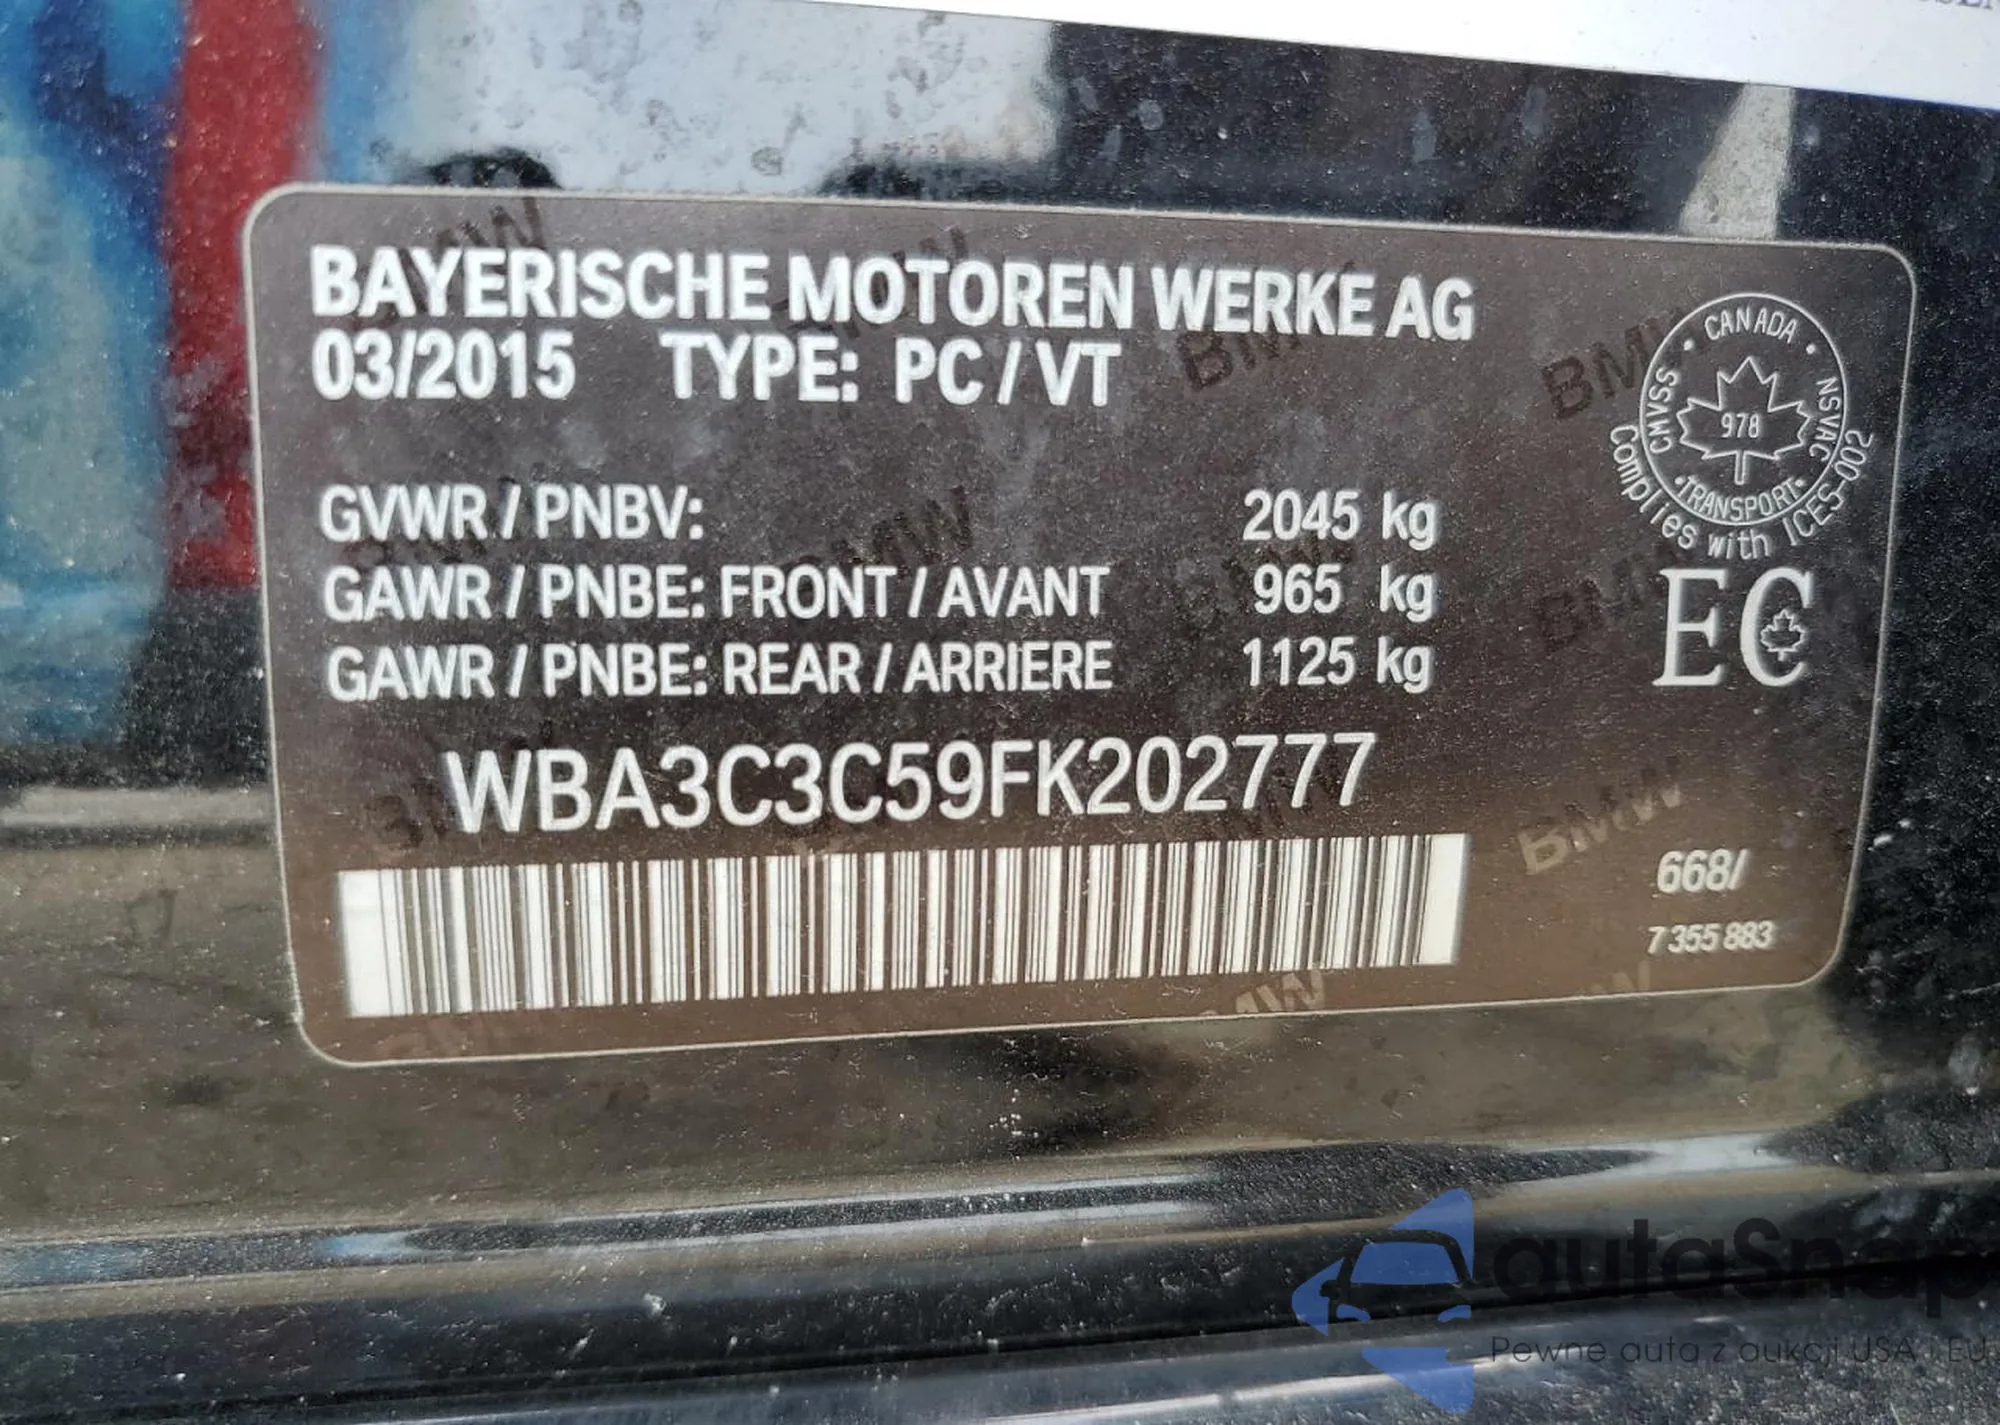 BAYERISCHE MOTOREN WERKE AG
03/2015 TYPE: PC / VT
GVWR / PNBV: 2045 kg
GAWR / PNBE: FRONT / AVANT 965 kg
GAWR / PNBE: REAR / ARRIERE 1125 kg
WBA3C3C59FK202777
CANADA
CMVSS
978
NSVAC
TRANSPORT
Complies with ICES-002
EC
668/
7 355 883
BMW
autaSnap
Pewne auta z aukcji USA i EU